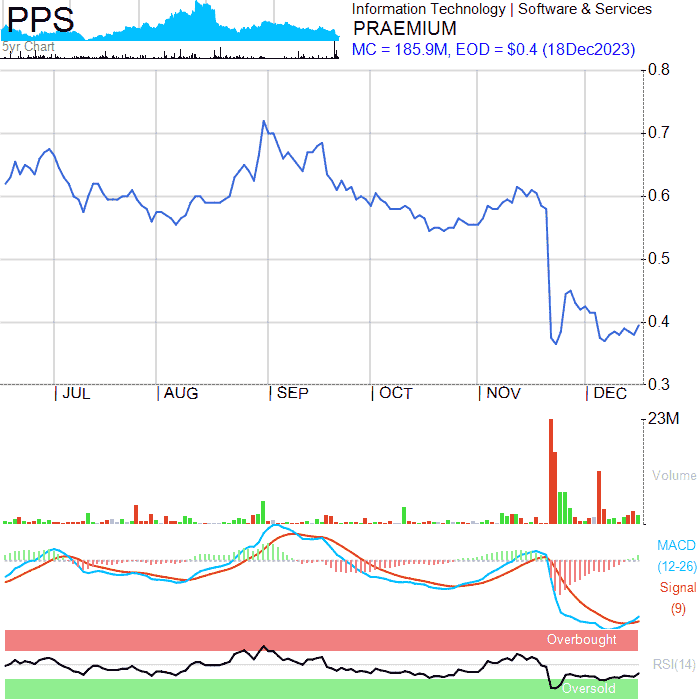 PPS
5yr Chart
Information Technology | Software & Services
PRAEMIUM
MC = 185.9M, EOD = $0.4 (18Dec2023)
0.8
0.7
0.6
0.5
0.4
0.3
JUL AUG SEP OCT NOV DEC
23M
Volume
MACD
(12-26)
Signal
(9)
Overbought
RSI(14)
Oversold